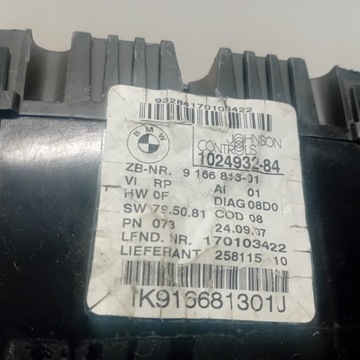 93284170103422
BMW
JOHNSON
CONTROLS
1024932-84
ZB-NR. 9 166 813-01
VI RP AI 01
HW 0F DIAG 08D0
SW 79.50.81 COD 08
PN 073 24.09.07
LFND. NR. 170103422
LIEFERANT 258115 10
1K916681301J